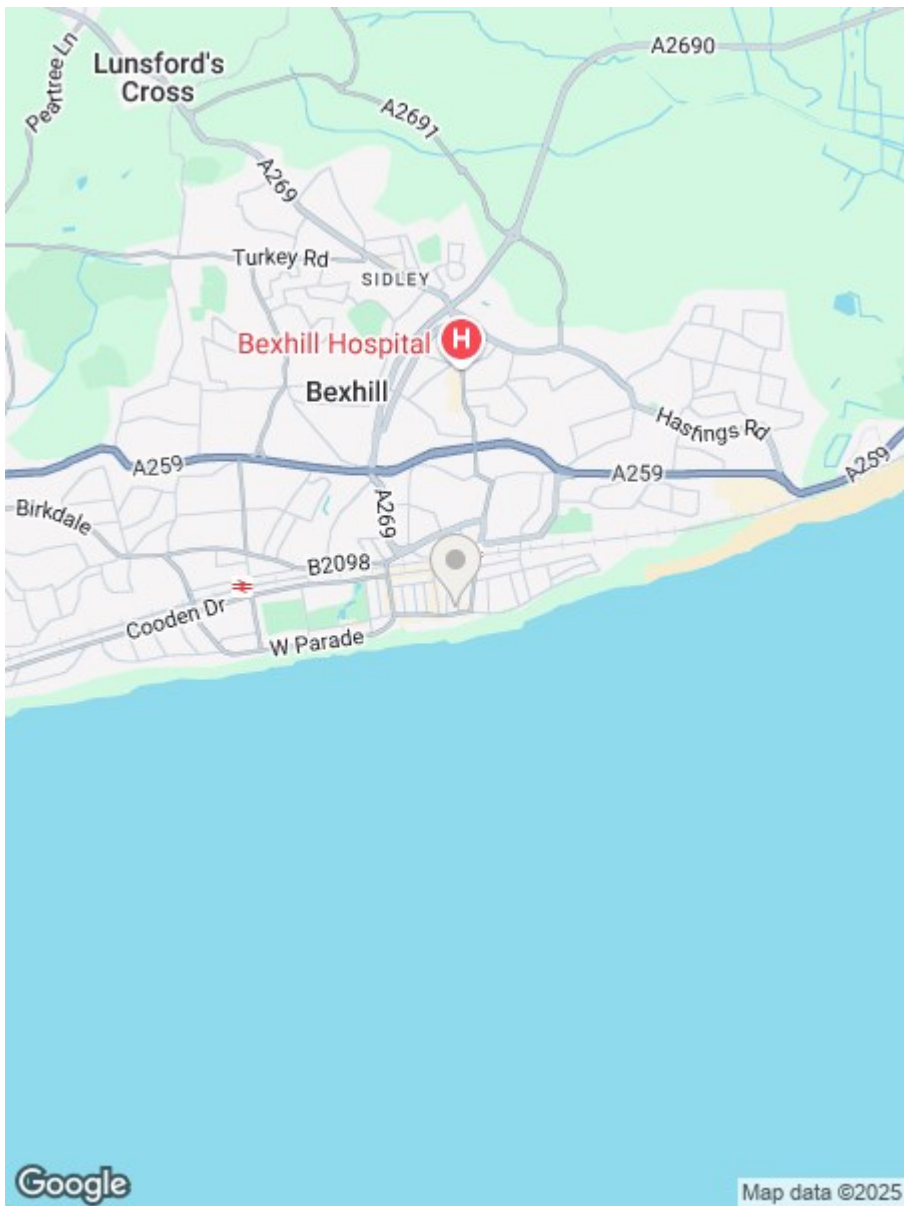 A2690
Peartree Ln
Lunsford's
Cross
A2691
A269
Turkey Rd
SIDLEY
Bexhill Hospital
H
Bexhill
Hastings Rd
A259
A259
A259
Birkdale
A269
B2098
Cooden Dr
W Parade
Google
Map data ©2025